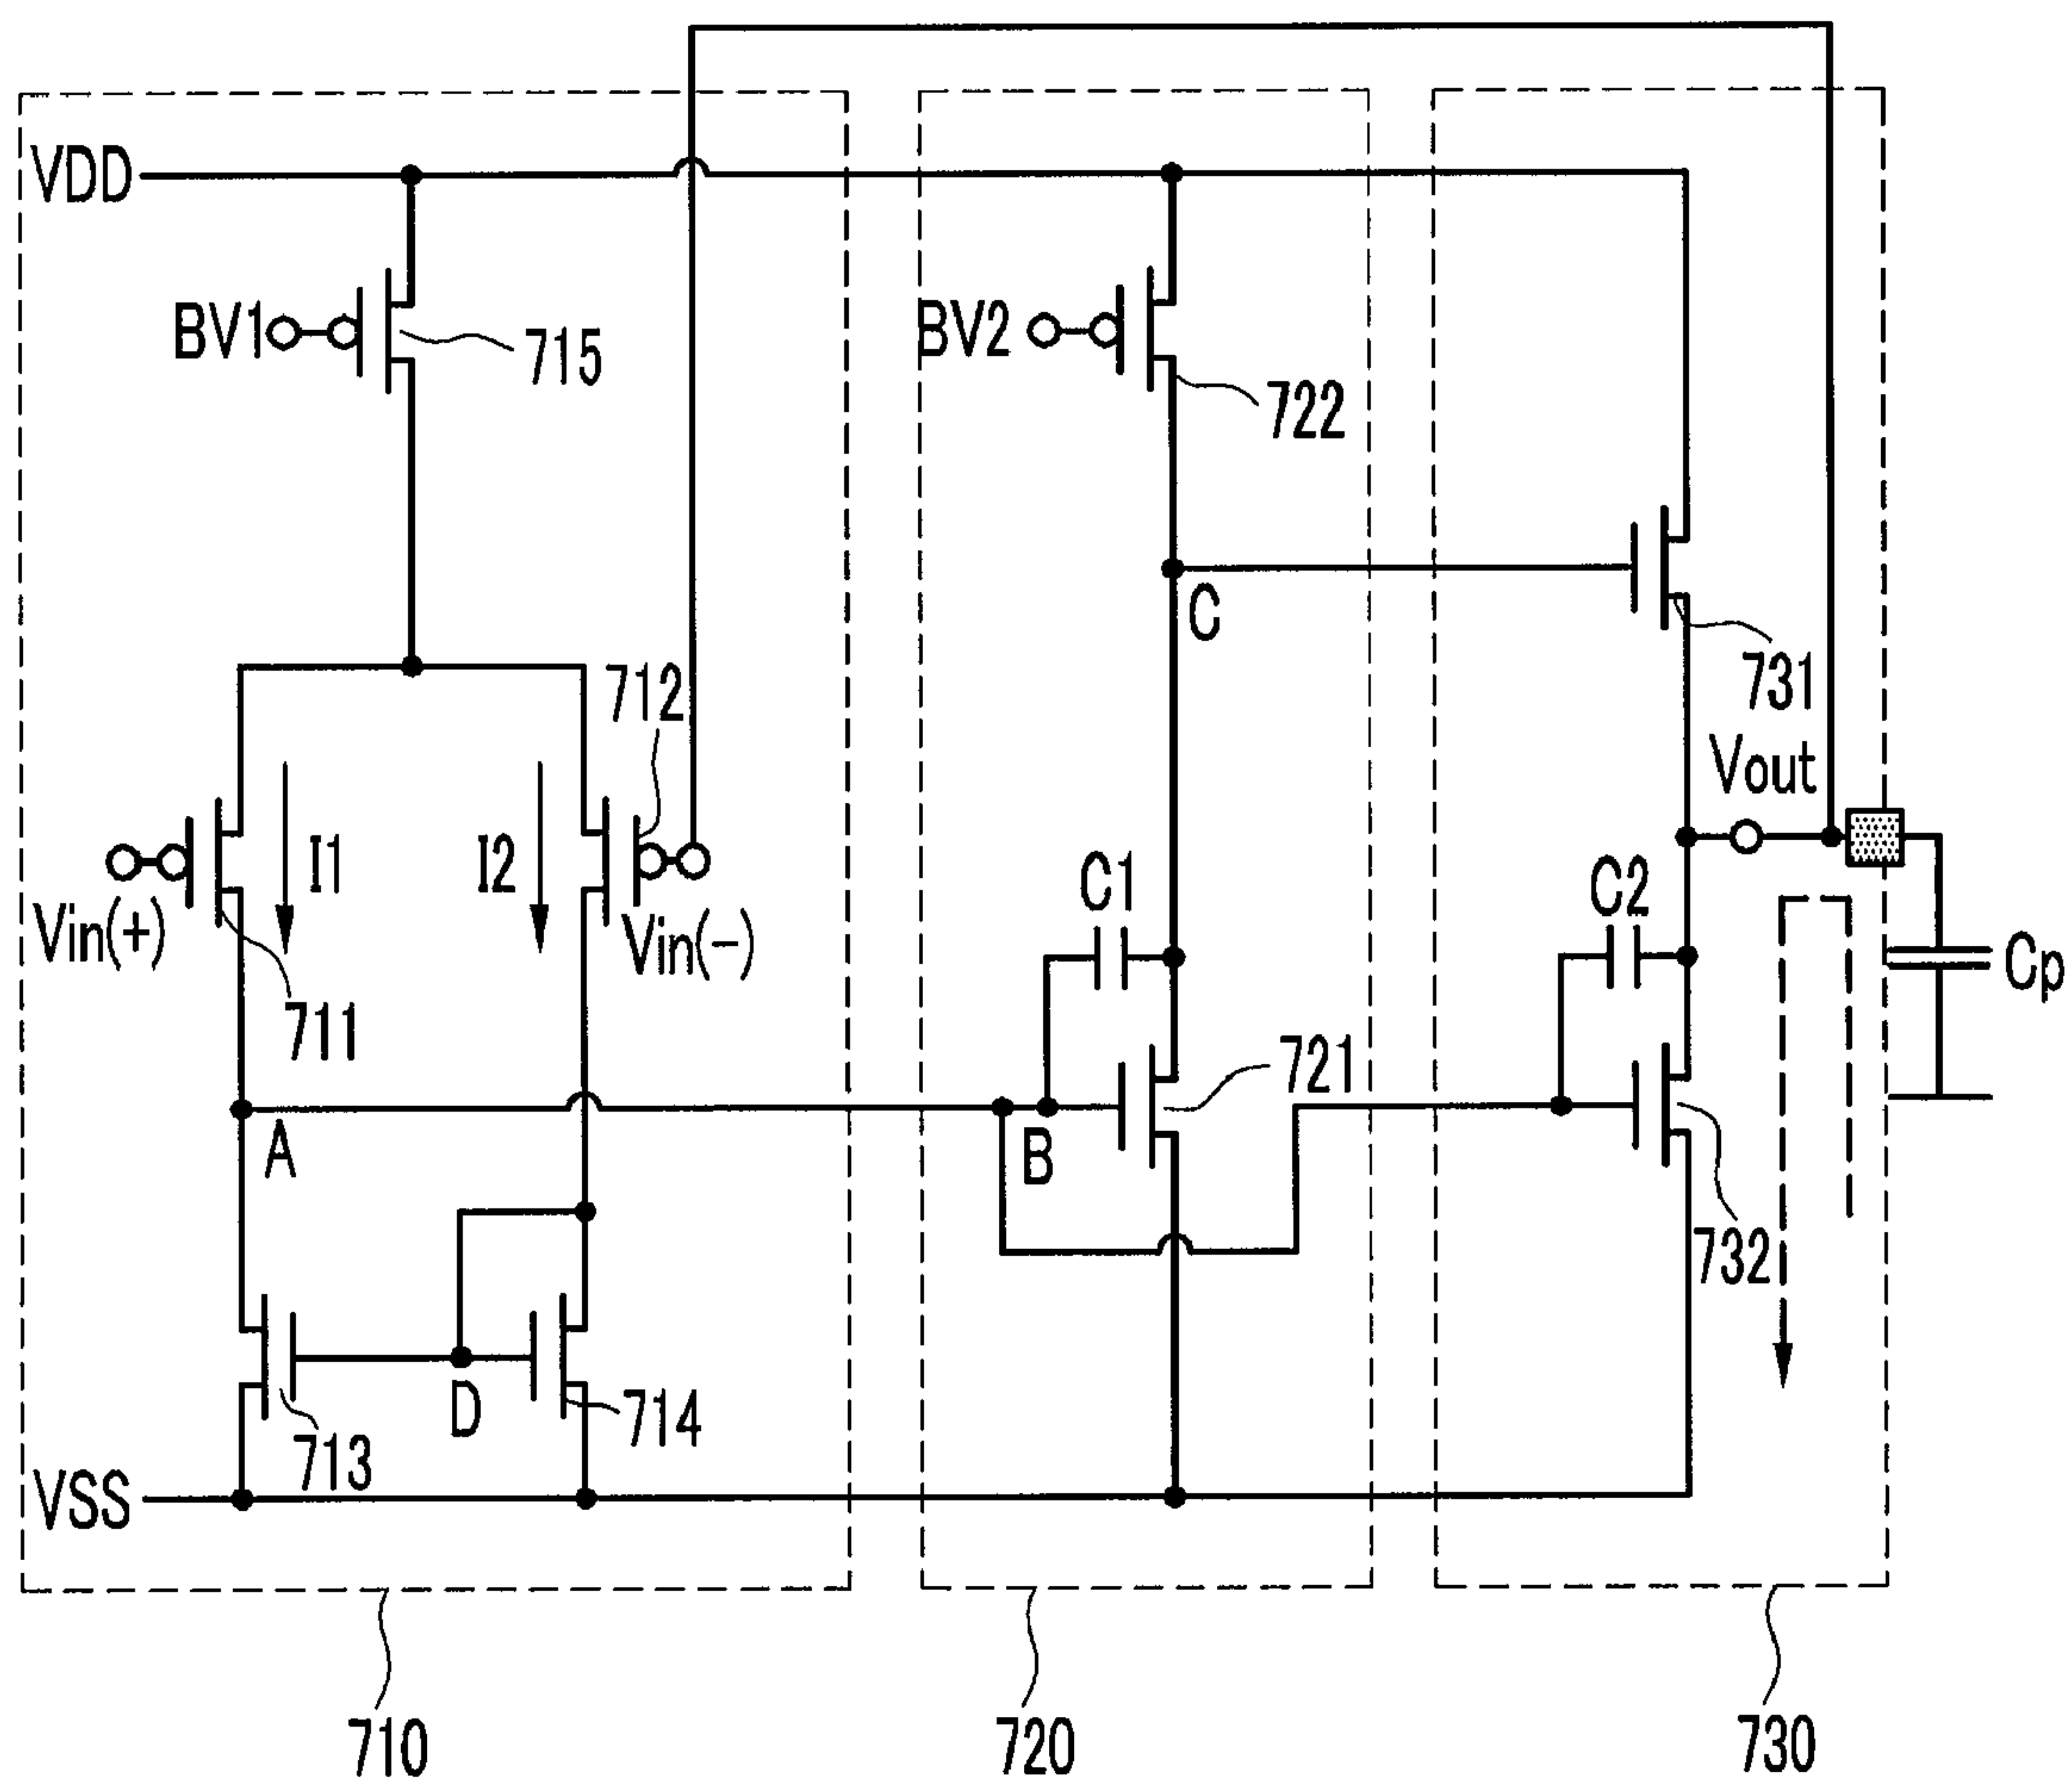 VDD
BV1
715
BV2
722
C
731
712
Vout
I1
I2
Vin(+)
Vin(-)
C1
C2
Cp
711
721
A
B
732
D
714
713
VSS
710
720
730